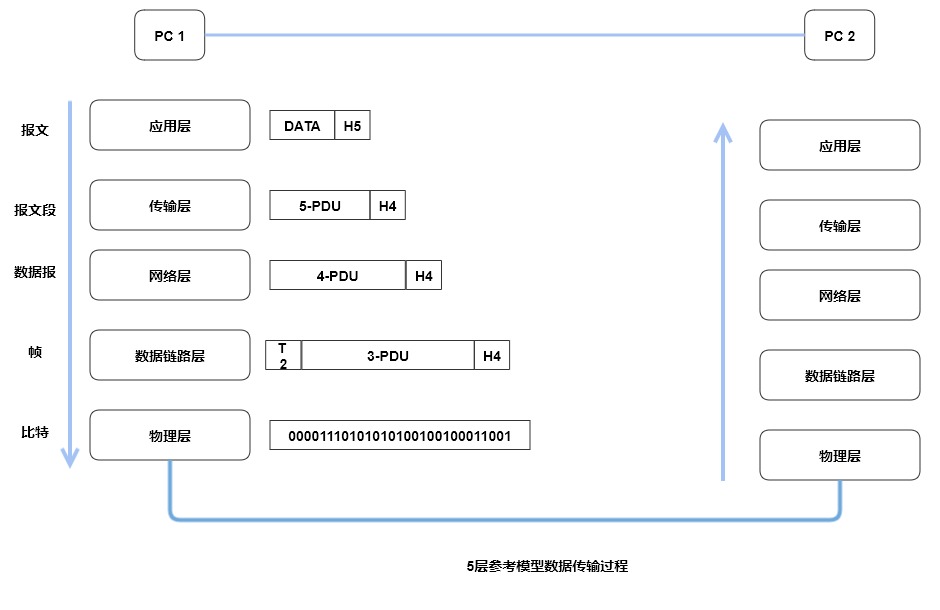 PC 1
PC 2
报文
应用层
DATA
H5
应用层
报文段
传输层
5-PDU
H4
传输层
数据报
网络层
4-PDU
H4
网络层
帧
数据链路层
T
2
3-PDU
H4
数据链路层
比特
物理层
00001110101010100100100011001
物理层
5层参考模型数据传输过程